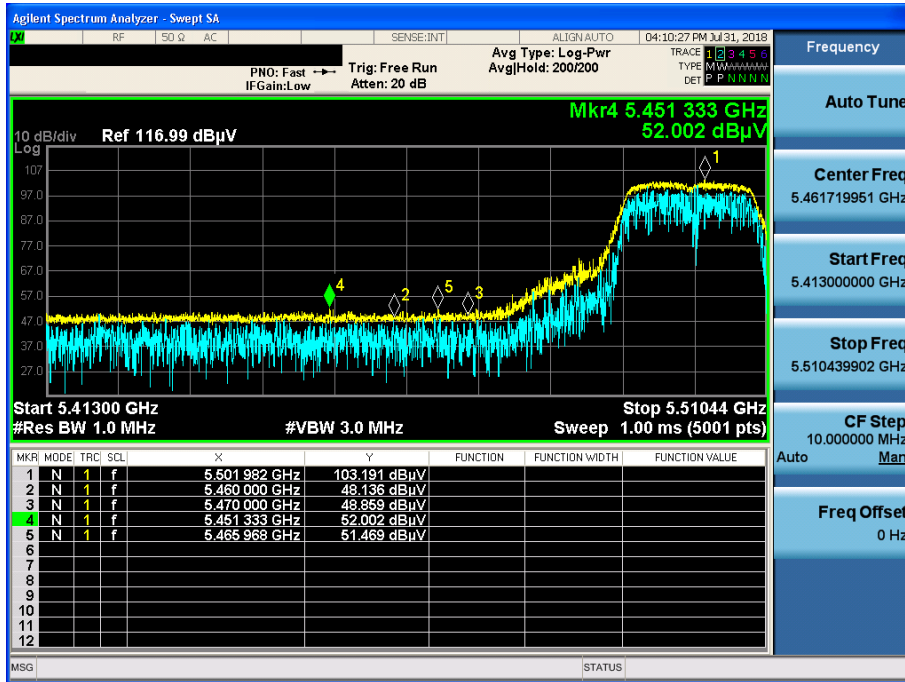 Agilent Spectrum Analyzer - Swept SA
LXI RF 50 Ω AC SENSE:INT ALIGN AUTO 04:10:27 PM Jul 31, 2018
PNO: Fast Trig: Free Run Avg Type: Log-Pwr TRACE 1 2 3 4 5 6
IFGain:Low Atten: 20 dB Avg|Hold: 200/200 TYPE MWWWWW
DET P P N N N N
Mkr4 5.451 333 GHz
52.002 dBµV
10 dB/div Ref 116.99 dBµV
Log
107
97.0
87.0
77.0
67.0
57.0
47.0
37.0
27.0
1
4
2
5
3
Start 5.41300 GHz Stop 5.51044 GHz
#Res BW 1.0 MHz #VBW 3.0 MHz Sweep 1.00 ms (5001 pts)
MKR MODE TRC SCL X Y FUNCTION FUNCTION WIDTH FUNCTION VALUE
1 N 1 f 5.501 982 GHz 103.191 dBµV
2 N 1 f 5.460 000 GHz 48.136 dBµV
3 N 1 f 5.470 000 GHz 48.859 dBµV
4 N 1 f 5.451 333 GHz 52.002 dBµV
5 N 1 f 5.465 968 GHz 51.469 dBµV
6
7
8
9
10
11
12
MSG STATUS
Frequency
Auto Tune
Center Freq
5.461719951 GHz
Start Freq
5.413000000 GHz
Stop Freq
5.510439902 GHz
CF Step
10.000000 MHz
Auto Man
Freq Offset
0 Hz